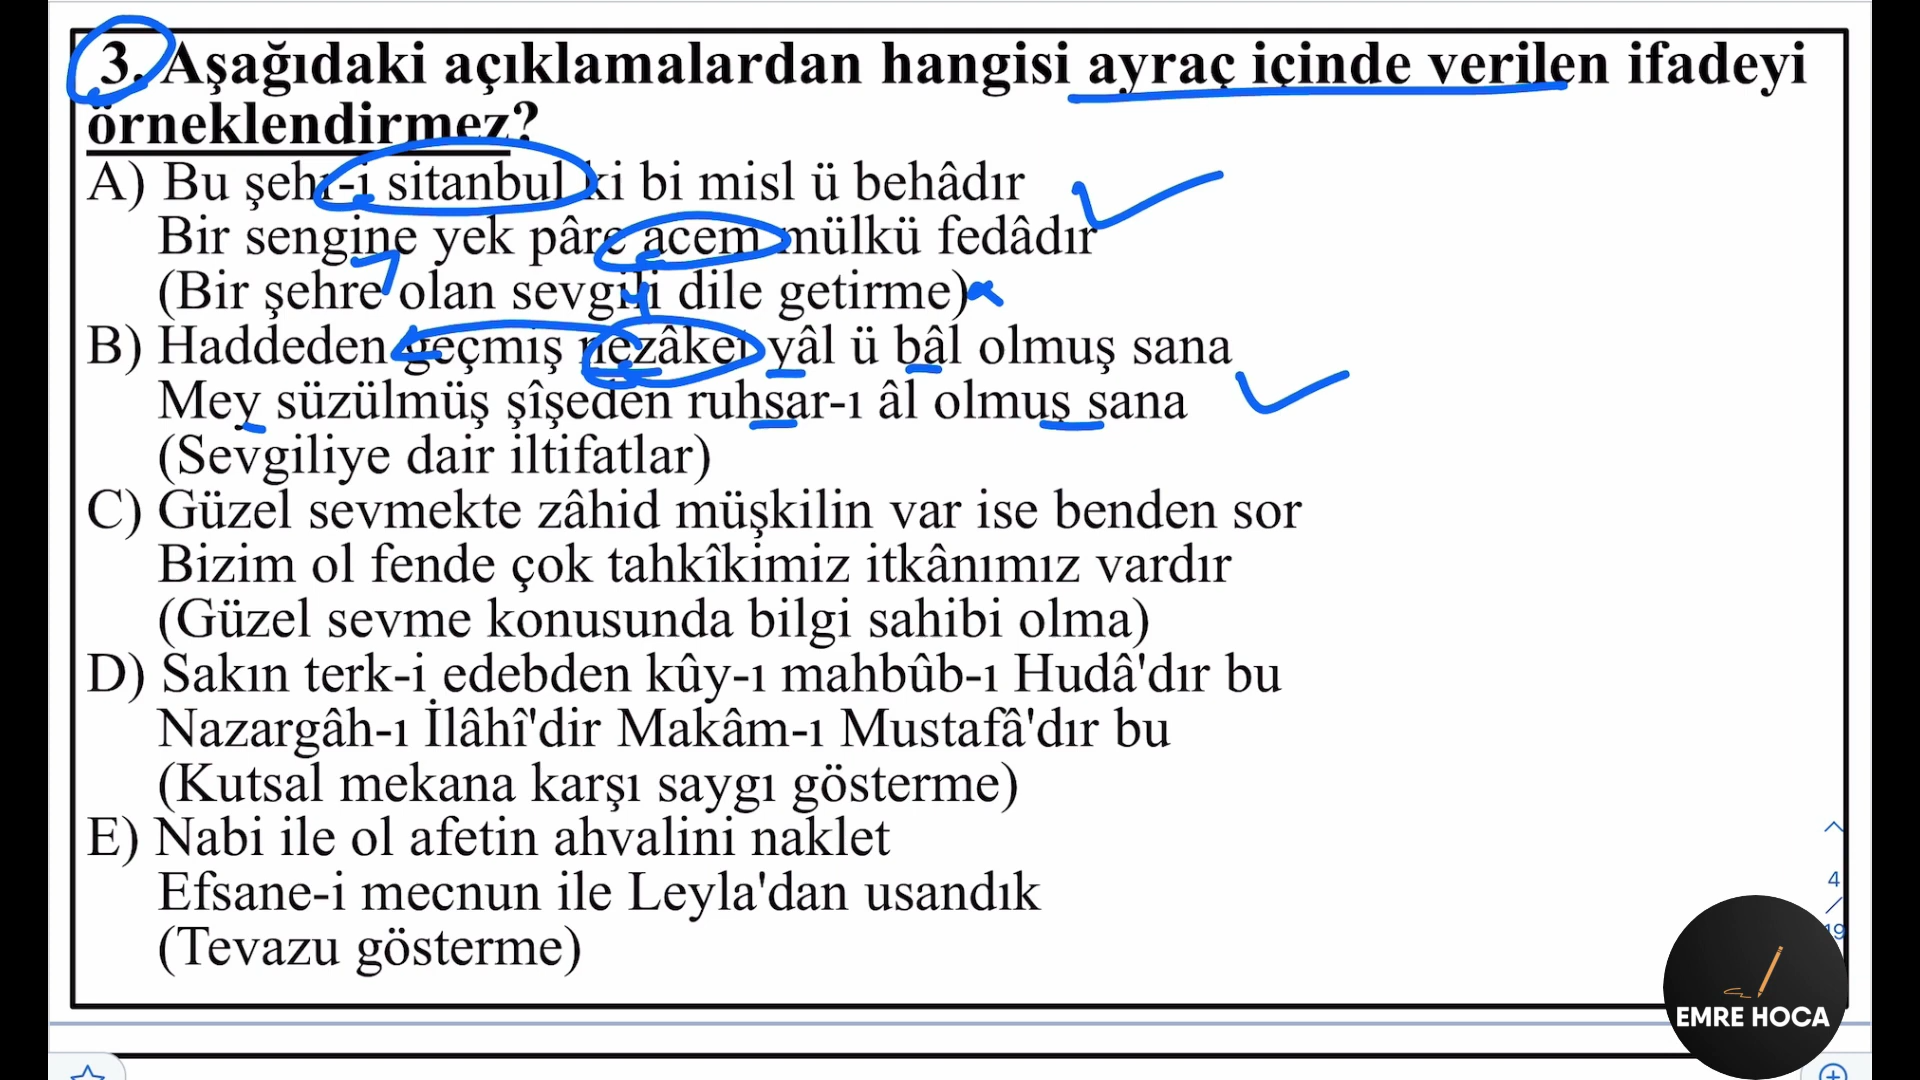 3. Aşağıdaki açıklamalardan hangisi ayraç içinde verilen ifadeyi
örneklendirmez?
A) Bu şehr-i sitanbul ki bi misl ü behâdır
Bir sengine yek pâre acem mülkü fedâdır
(Bir şehre olan sevgili dile getirme)
B) Haddeden geçmiş nezâket yâl ü bâl olmuş sana
Mey süzülmüş şîşeden ruhsar-ı âl olmuş sana
(Sevgiliye dair iltifatlar)
C) Güzel sevmekte zâhid müşkilin var ise benden sor
Bizim ol fende çok tahkîkimiz itkânımız vardır
(Güzel sevme konusunda bilgi sahibi olma)
D) Sakın terk-i edebden kûy-ı mahbûb-ı Hudâ'dır bu
Nazargâh-ı İlâhî'dir Makâm-ı Mustafâ'dır bu
(Kutsal mekana karşı saygı gösterme)
E) Nabi ile ol afetin ahvalini naklet
Efsane-i mecnun ile Leyla'dan usandık
(Tevazu gösterme)
4
/
19
EMRE HOCA